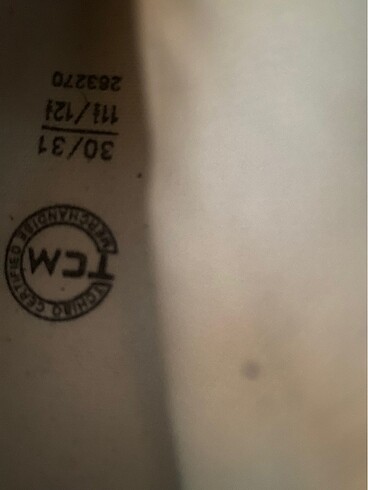 TCHIBO CERTIFIED
TCM
MERCHANDISE
30/31
11½/12½
283270